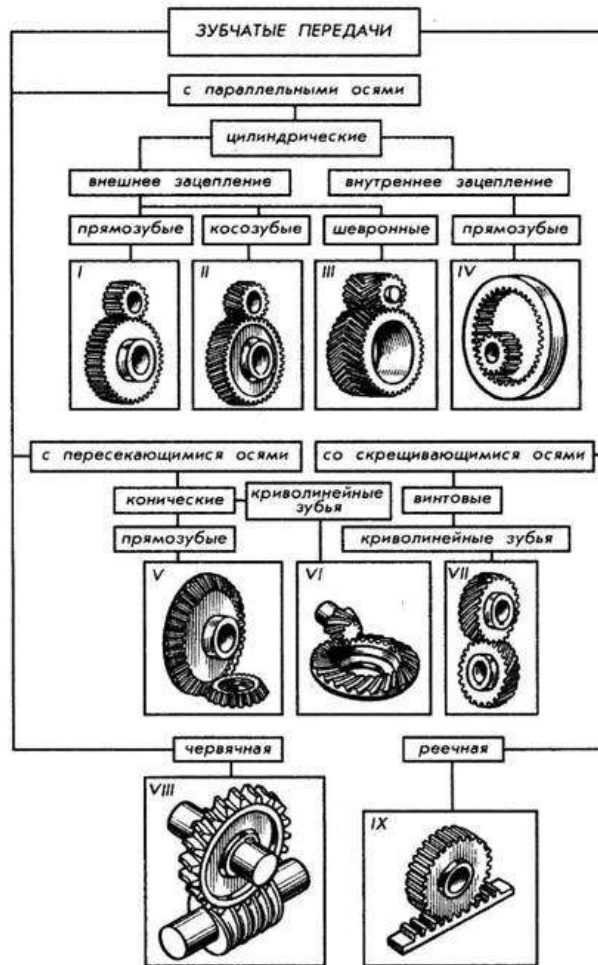 ЗУБЧАТЫЕ ПЕРЕДАЧИ
с параллельными осями
цилиндрические
внешнее зацепление
внутреннее зацепление
прямозубые
косозубые
шевронные
прямозубые
I
II
III
IV
с пересекающимися осями
со скрещивающимися осями
конические
криволинейные
зубья
винтовые
прямозубые
криволинейные зубья
V
VI
VII
червячная
реечная
VIII
IX